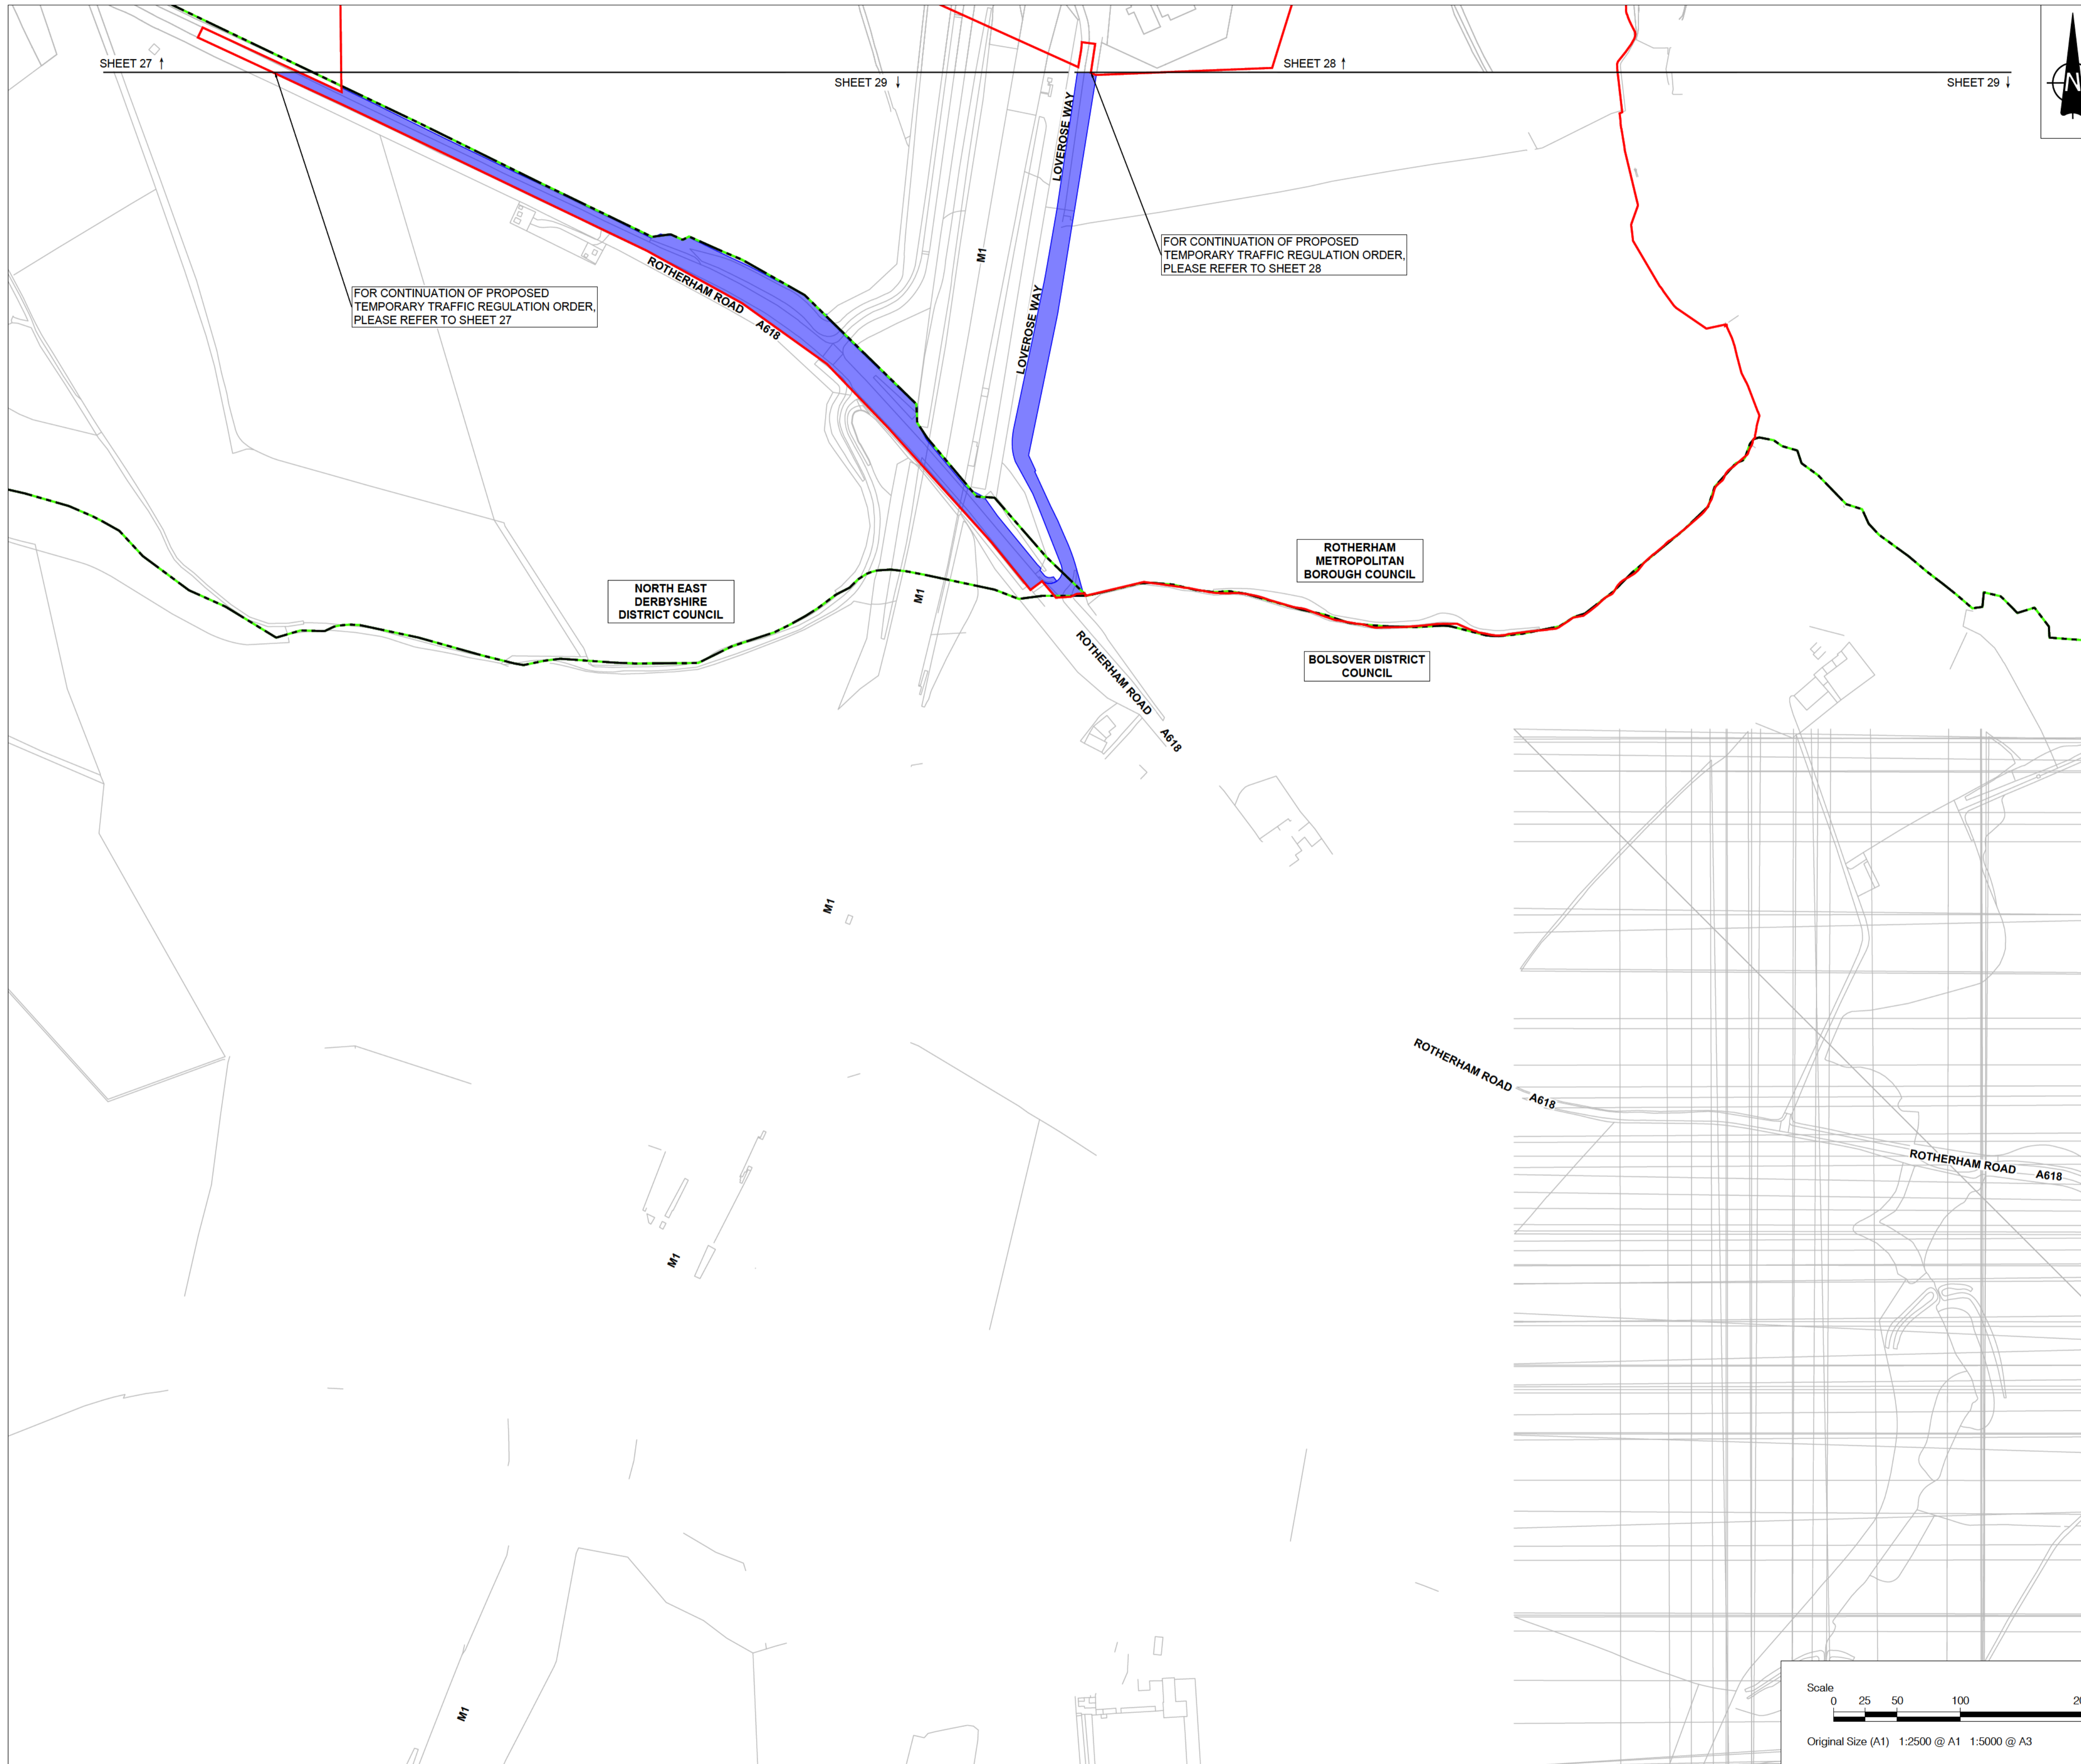 SHEET 27 ↑
SHEET 29 ↓
SHEET 28 ↑
SHEET 29 ↓
N
LOVEROSE WAY
M1
FOR CONTINUATION OF PROPOSED
TEMPORARY TRAFFIC REGULATION ORDER,
PLEASE REFER TO SHEET 28
FOR CONTINUATION OF PROPOSED
TEMPORARY TRAFFIC REGULATION ORDER,
PLEASE REFER TO SHEET 27
ROTHERHAM ROAD A618
LOVEROSE WAY
ROTHERHAM
METROPOLITAN
BOROUGH COUNCIL
NORTH EAST
DERBYSHIRE
DISTRICT COUNCIL
M1
BOLSOVER DISTRICT
COUNCIL
ROTHERHAM ROAD A618
M1
ROTHERHAM ROAD A618
ROTHERHAM ROAD A618
M1
M1
Scale
0 25 50 100
Original Size (A1) 1:2500 @ A1 1:5000 @ A3